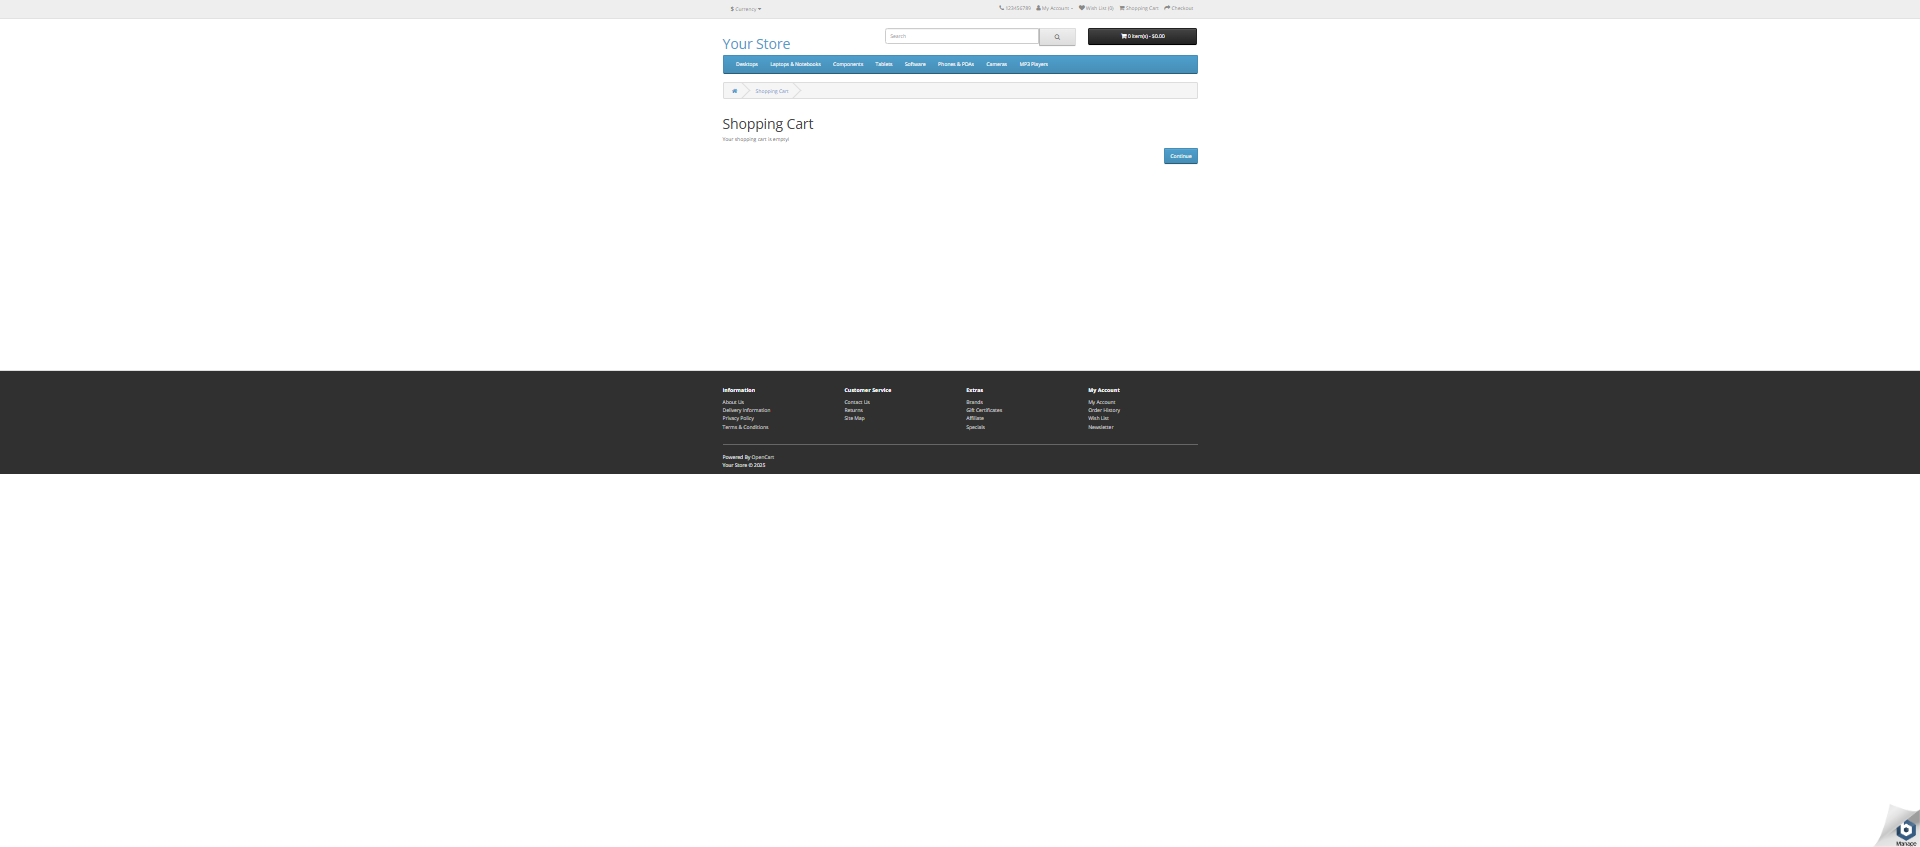 $ Currency
123456789 My Account Wish List (0) Shopping Cart Checkout
Your Store
Search
0 item(s) - $0.00
Desktops Laptops & Notebooks Components Tablets Software Phones & PDAs Cameras MP3 Players
Shopping Cart
Shopping Cart
Your shopping cart is empty!
Continue
Information
About Us
Delivery Information
Privacy Policy
Terms & Conditions
Customer Service
Contact Us
Returns
Site Map
Extras
Brands
Gift Certificates
Affiliate
Specials
My Account
My Account
Order History
Wish List
Newsletter
Powered By OpenCart
Your Store © 2025
Manage